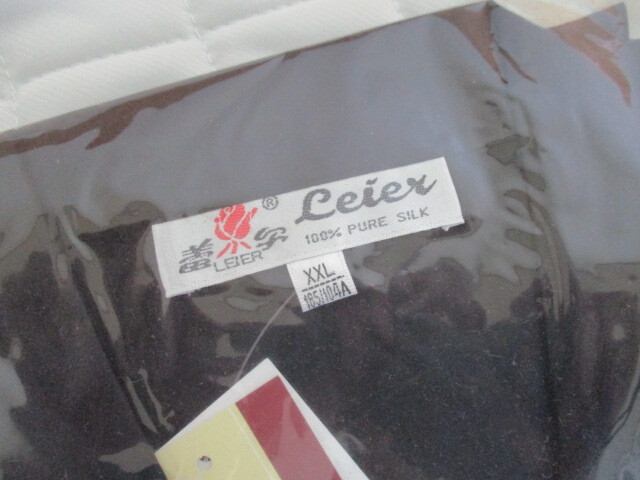 蕾尔 ® Leier
LEIER 100% PURE SILK
XXL
185/104A